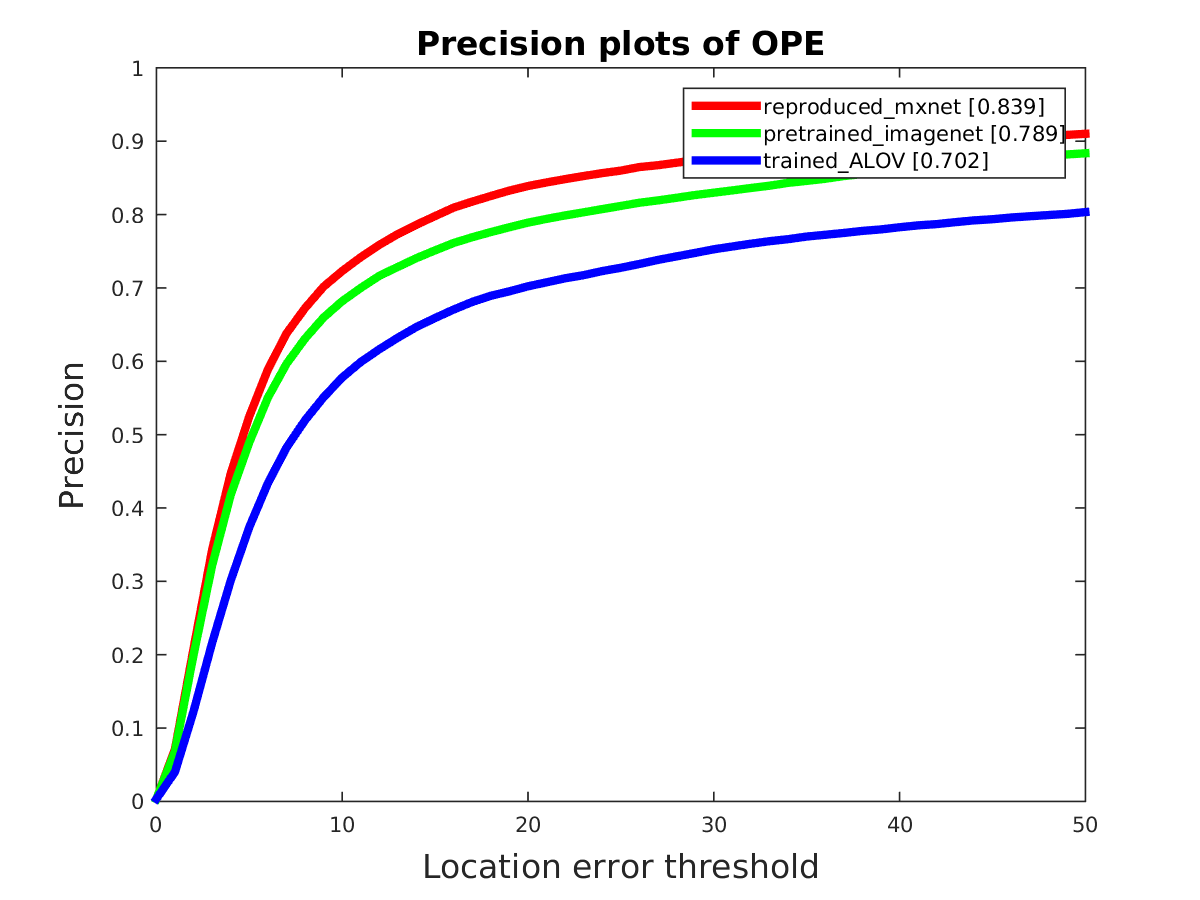 Precision plots of OPE
1
0.9
0.8
0.7
0.6
0.5
0.4
0.3
0.2
0.1
0
reproduced_mxnet [0.839]
pretrained_imagenet [0.789]
trained_ALOV [0.702]
Precision
0 10 20 30 40 50
Location error threshold